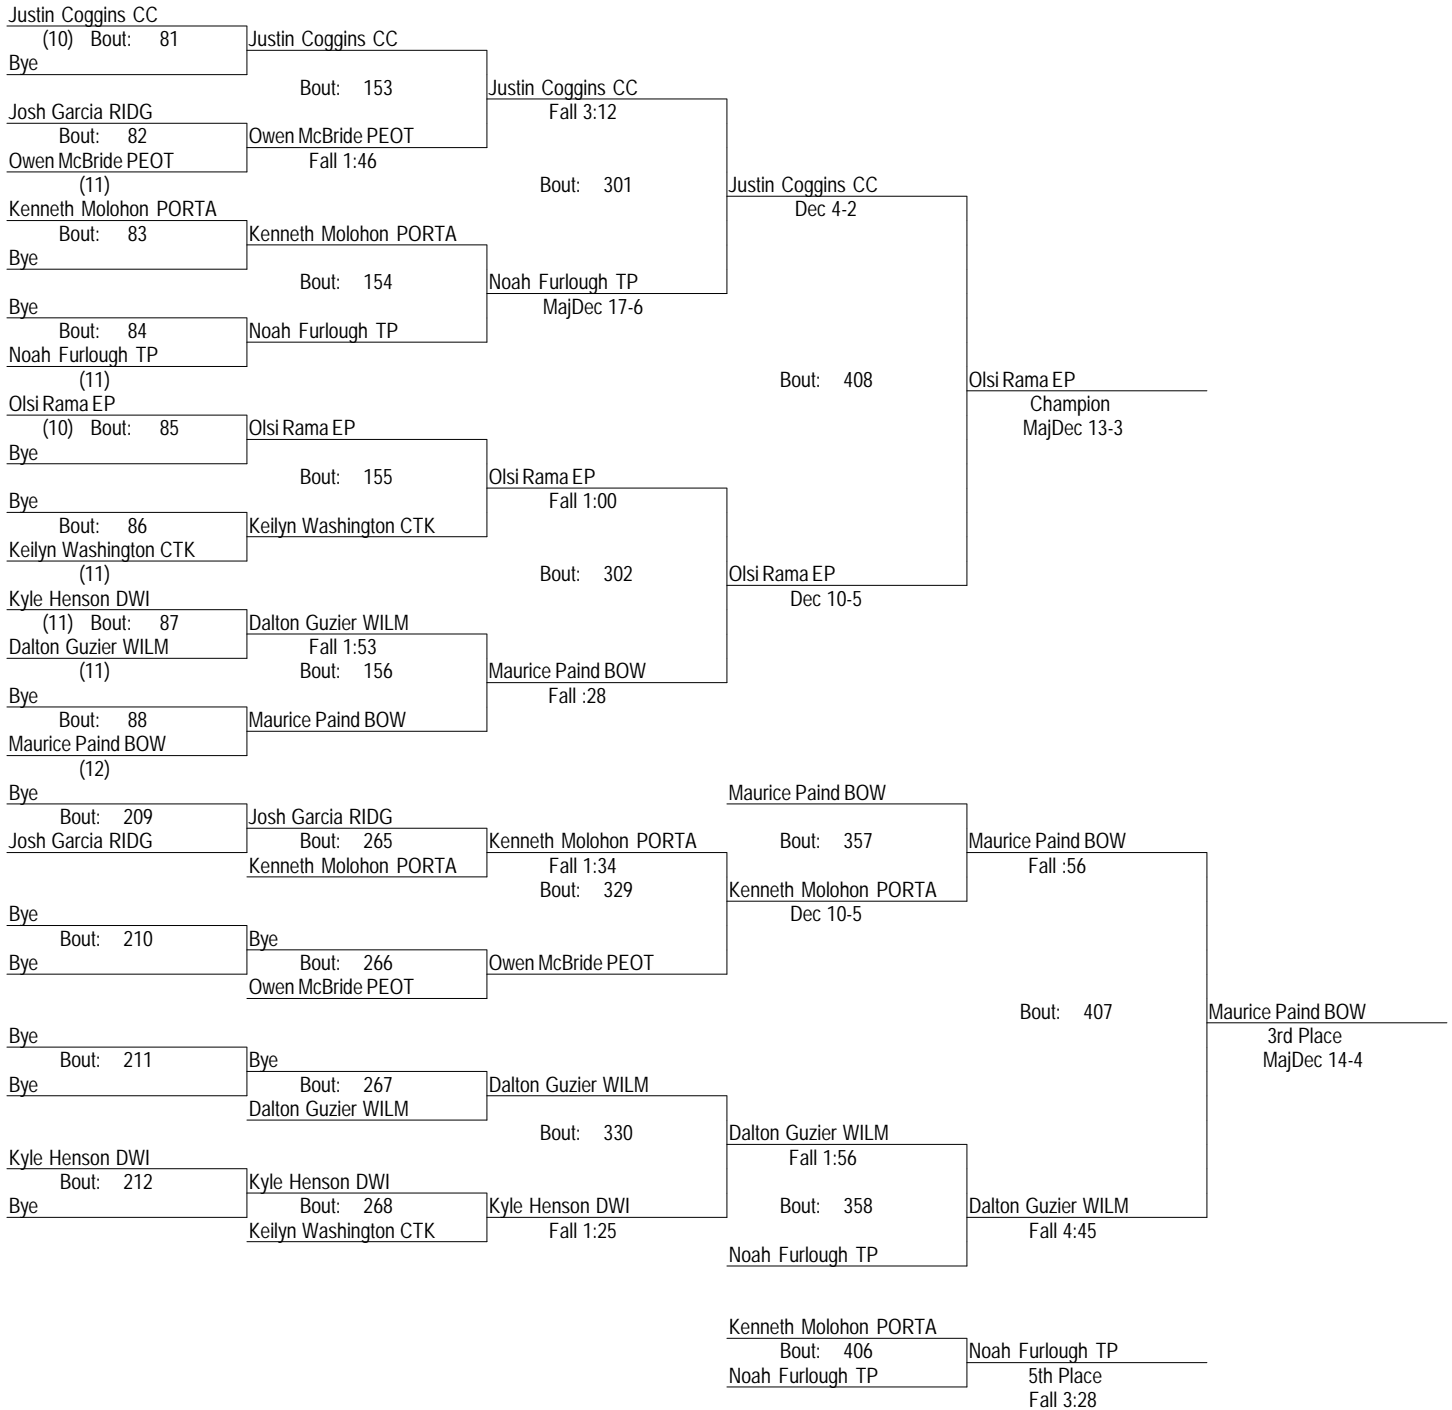 Justin Coggins CC
(10) Bout: 81
Justin Coggins CC
Bye
Bout: 153
Justin Coggins CC
Josh Garcia RIDG
Fall 3:12
Bout: 82
Owen McBride PEOT
Owen McBride PEOT
Fall 1:46
(11)
Bout: 301
Justin Coggins CC
Kenneth Molohon PORTA
Dec 4-2
Bout: 83
Kenneth Molohon PORTA
Bye
Bout: 154
Noah Furlough TP
Bye
MajDec 17-6
Bout: 84
Noah Furlough TP
Noah Furlough TP
(11)
Bout: 408
Olsi Rama EP
Olsi Rama EP
Champion
(10) Bout: 85
Olsi Rama EP
MajDec 13-3
Bye
Bout: 155
Olsi Rama EP
Bye
Fall 1:00
Bout: 86
Keilyn Washington CTK
Keilyn Washington CTK
(11)
Bout: 302
Olsi Rama EP
Kyle Henson DWI
Dec 10-5
(11) Bout: 87
Dalton Guzier WILM
Dalton Guzier WILM
Fall 1:53
(11)
Bout: 156
Maurice Paind BOW
Bye
Fall :28
Bout: 88
Maurice Paind BOW
Maurice Paind BOW
(12)
Bye
Maurice Paind BOW
Bout: 209
Josh Garcia RIDG
Josh Garcia RIDG
Bout: 265
Kenneth Molohon PORTA
Bout: 357
Maurice Paind BOW
Kenneth Molohon PORTA
Fall 1:34
Fall :56
Bout: 329
Kenneth Molohon PORTA
Bye
Dec 10-5
Bout: 210
Bye
Bye
Bout: 266
Owen McBride PEOT
Owen McBride PEOT
Bout: 407
Maurice Paind BOW
Bye
3rd Place
Bout: 211
Bye
MajDec 14-4
Bye
Bout: 267
Dalton Guzier WILM
Dalton Guzier WILM
Bout: 330
Dalton Guzier WILM
Kyle Henson DWI
Fall 1:56
Bout: 212
Kyle Henson DWI
Bye
Bout: 268
Kyle Henson DWI
Bout: 358
Dalton Guzier WILM
Keilyn Washington CTK
Fall 1:25
Fall 4:45
Noah Furlough TP
Kenneth Molohon PORTA
Bout: 406
Noah Furlough TP
Noah Furlough TP
5th Place
Fall 3:28